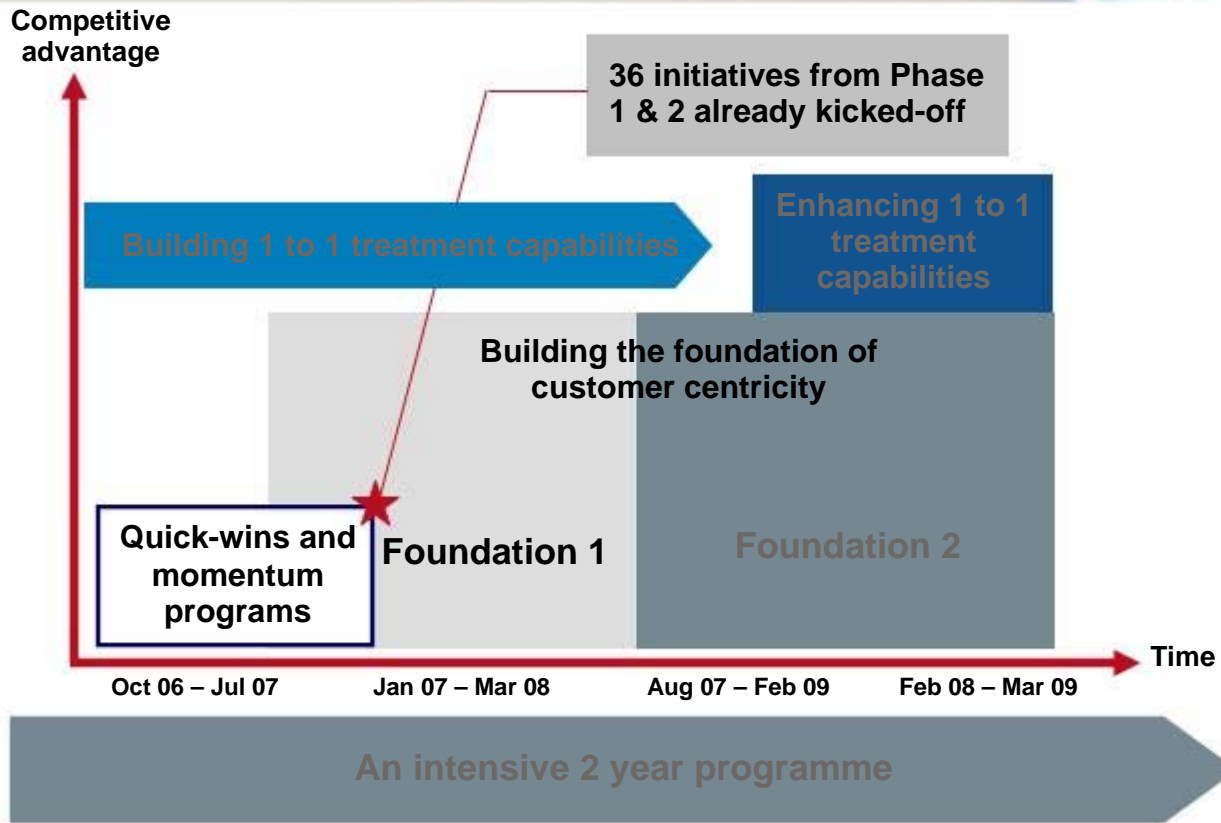 Competitive
advantage
36 initiatives from Phase
1 & 2 already kicked-off
Building 1 to 1 treatment capabilities
Enhancing 1 to 1
treatment
capabilities
Building the foundation of
customer centricity
Quick-wins and
momentum
programs
Foundation 1
Foundation 2
Time
Oct 06 – Jul 07
Jan 07 – Mar 08
Aug 07 – Feb 09
Feb 08 – Mar 09
An intensive 2 year programme